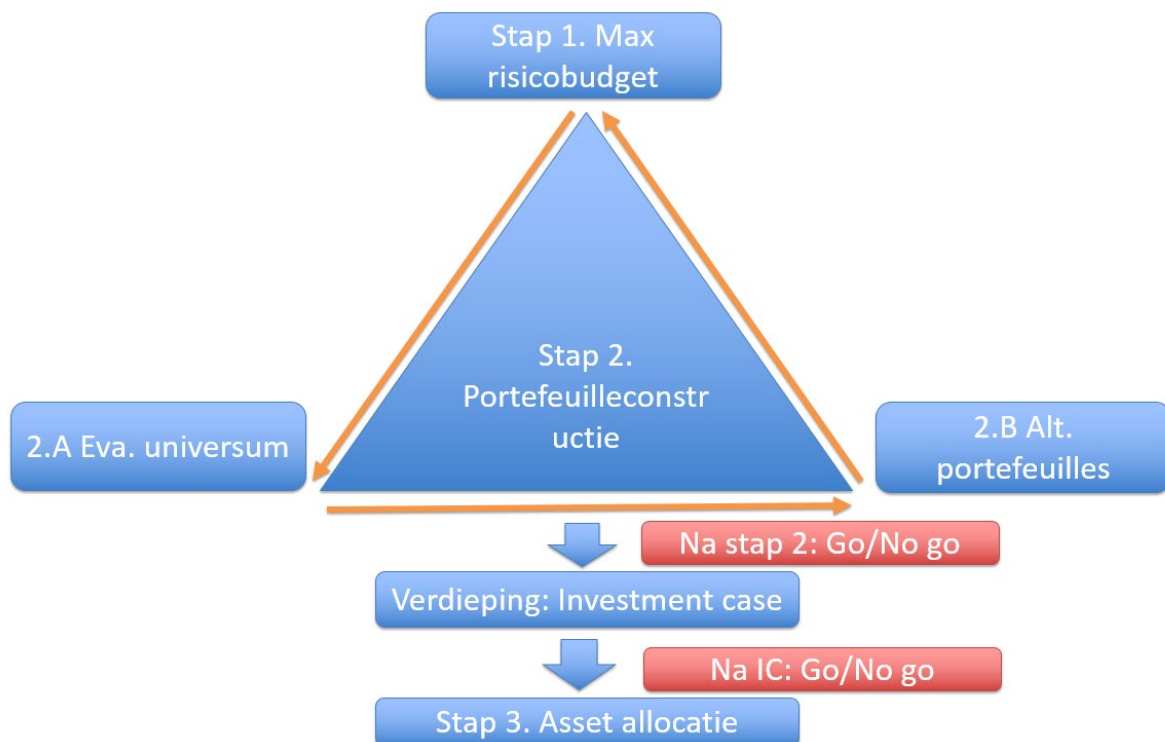 Stap 1. Max
risicobudget
Stap 2.
Portefeuilleconstr
uctie
2.A Eva. universum
2.B Alt.
portefeuilles
Na stap 2: Go/No go
Verdieping: Investment case
Na IC: Go/No go
Stap 3. Asset allocatie